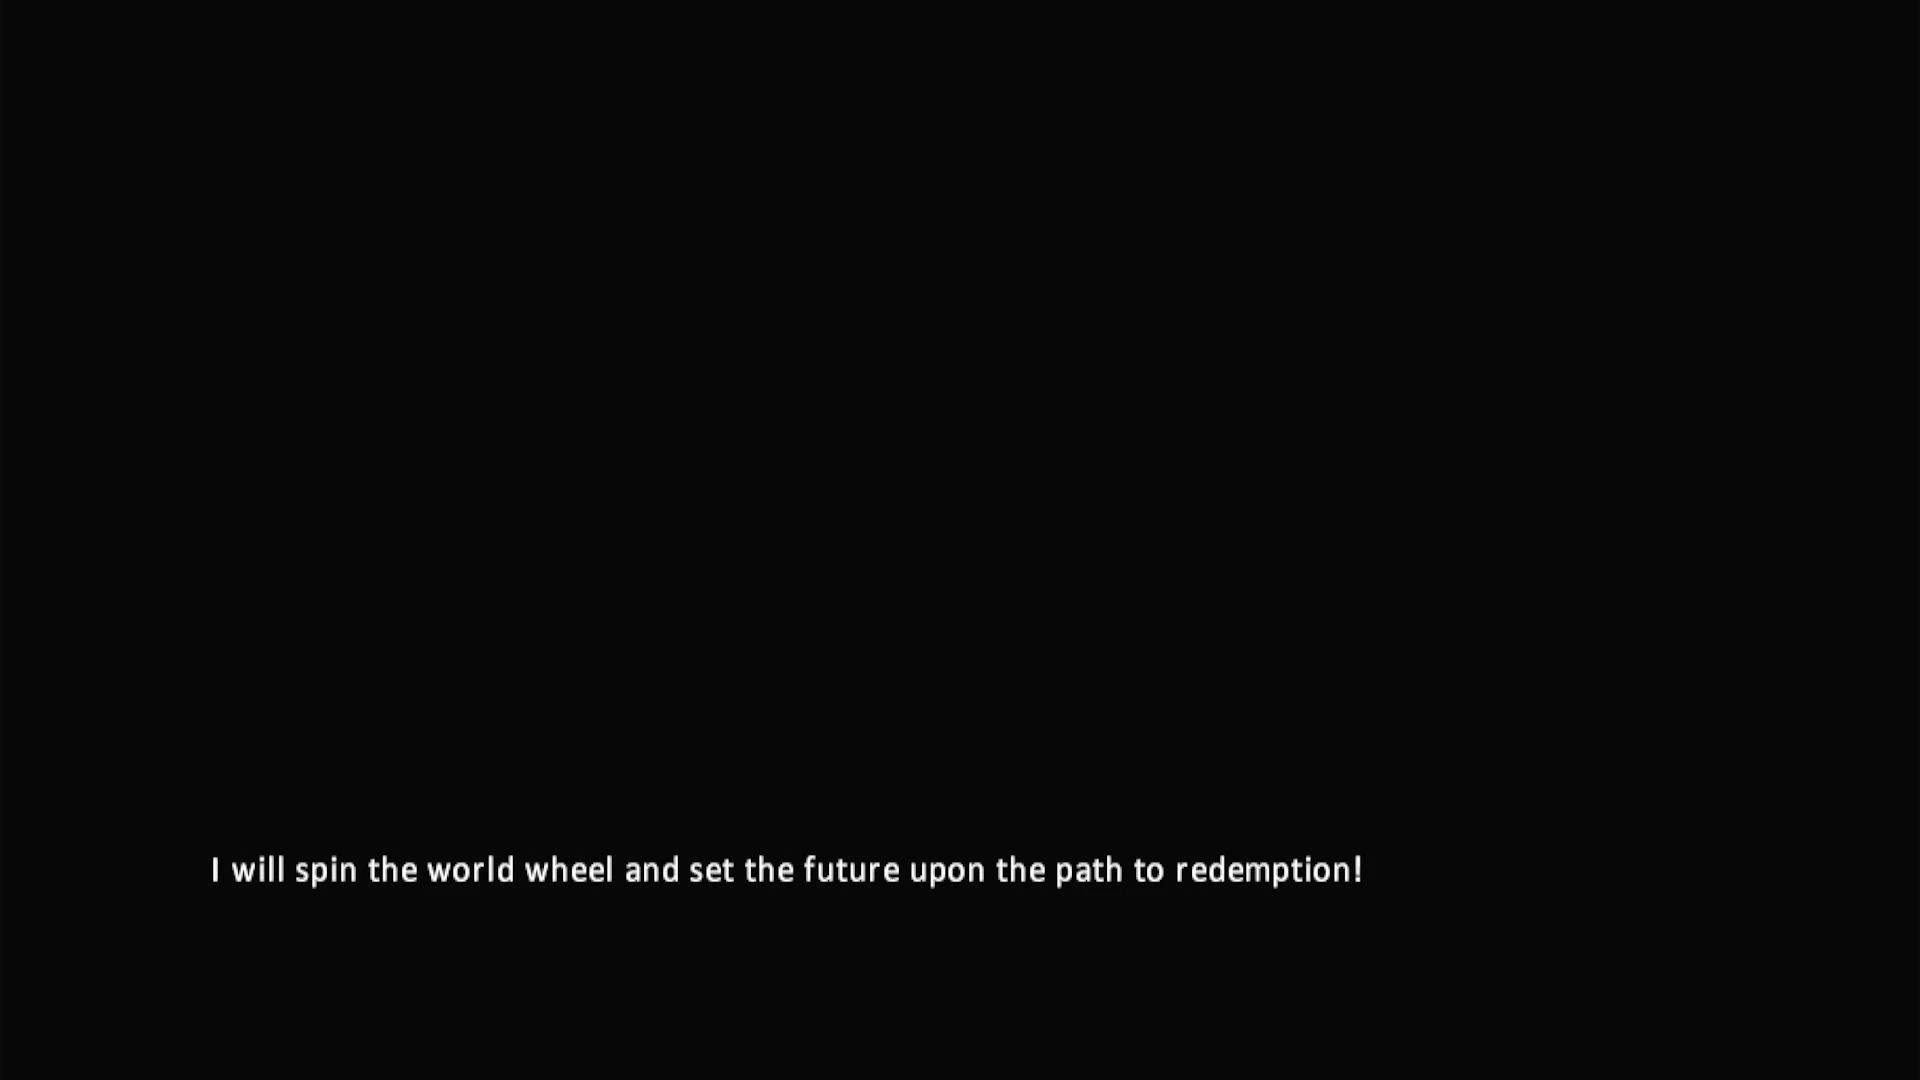 I will spin the world wheel and set the future upon the path to redemption!